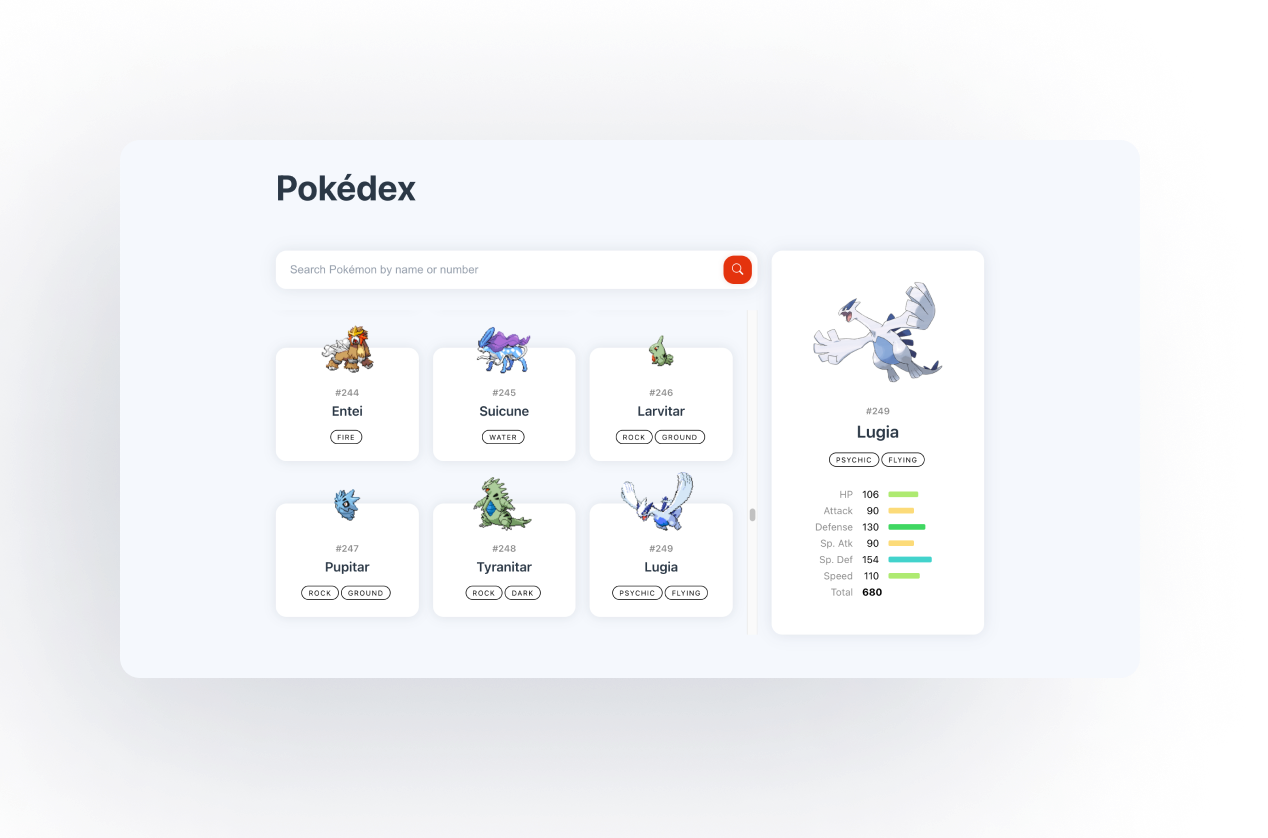 Pokédex
Search Pokémon by name or number
#244
Entei
FIRE
#245
Suicune
WATER
#246
Larvitar
ROCK GROUND
#247
Pupitar
ROCK GROUND
#248
Tyranitar
ROCK DARK
#249
Lugia
PSYCHIC FLYING
#249
Lugia
PSYCHIC FLYING
HP 106
Attack 90
Defense 130
Sp. Atk 90
Sp. Def 154
Speed 110
Total 680